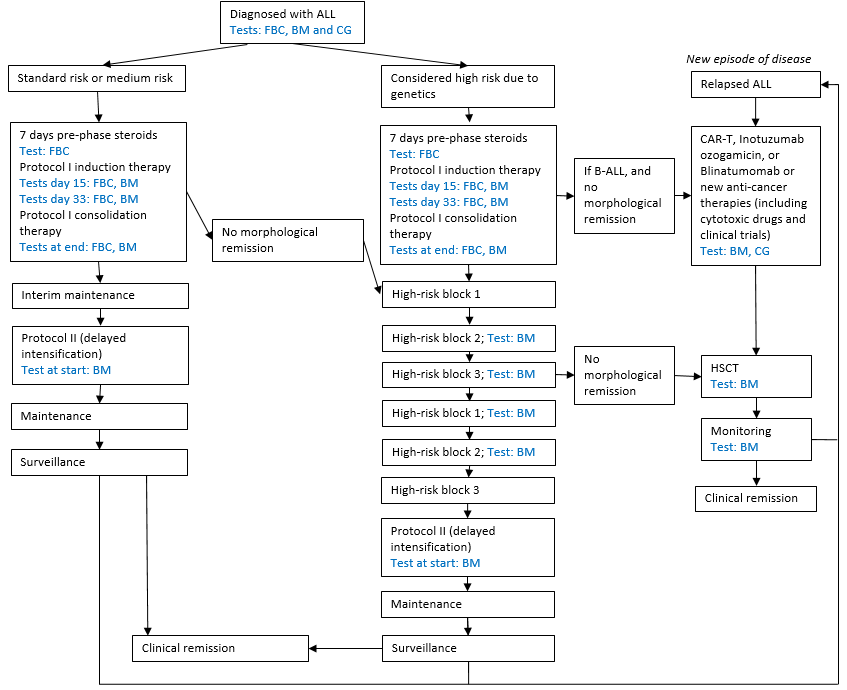 Diagnosed with ALL
Tests: FBC, BM and CG
Standard risk or medium risk
7 days pre-phase steroids
Test: FBC
Protocol I induction therapy
Tests day 15: FBC, BM
Tests day 33: FBC, BM
Protocol I consolidation
therapy
Tests at end: FBC, BM
No morphological
remission
Interim maintenance
Protocol II (delayed
intensification)
Test at start: BM
Maintenance
Surveillance
Considered high risk due to
genetics
7 days pre-phase steroids
Test: FBC
Protocol I induction therapy
Tests day 15: FBC, BM
Tests day 33: FBC, BM
Protocol I consolidation
therapy
Tests at end: FBC, BM
If B-ALL, and
no
morphological
remission
High-risk block 1
High-risk block 2; Test: BM
High-risk block 3; Test: BM
No
morphological
remission
High-risk block 1; Test: BM
High-risk block 2; Test: BM
High-risk block 3
Protocol II (delayed
intensification)
Test at start: BM
Maintenance
Surveillance
Clinical remission
New episode of disease
Relapsed ALL
CAR-T, Inotuzumab
ozogamicin, or
Blinatumomab or
new anti-cancer
therapies (including
cytotoxic drugs and
clinical trials)
Test: BM, CG
HSCT
Test: BM
Monitoring
Test: BM
Clinical remission